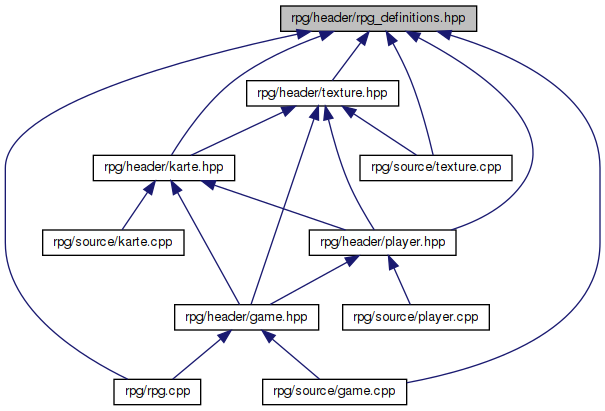 rpg/header/rpg_definitions.hpp
rpg/header/texture.hpp
rpg/header/karte.hpp
rpg/source/texture.cpp
rpg/source/karte.cpp
rpg/header/player.hpp
rpg/header/game.hpp
rpg/source/player.cpp
rpg/rpg.cpp
rpg/source/game.cpp